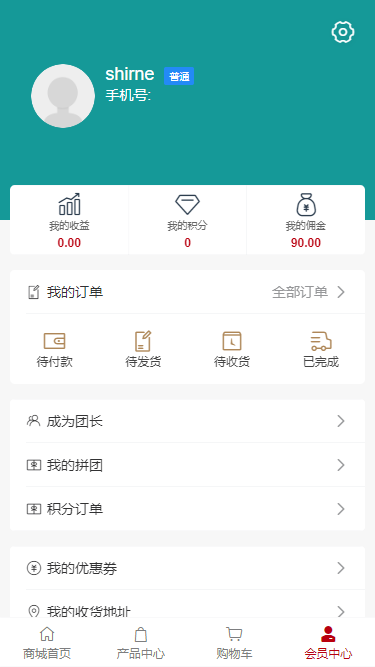 shirne 普通
手机号:
我的收益 我的积分 我的佣金
0.00 0 90.00
我的订单 全部订单
待付款 待发货 待收货 已完成
成为团长
我的拼团
积分订单
我的优惠券
我的收货地址
商城首页 产品中心 购物车 会员中心